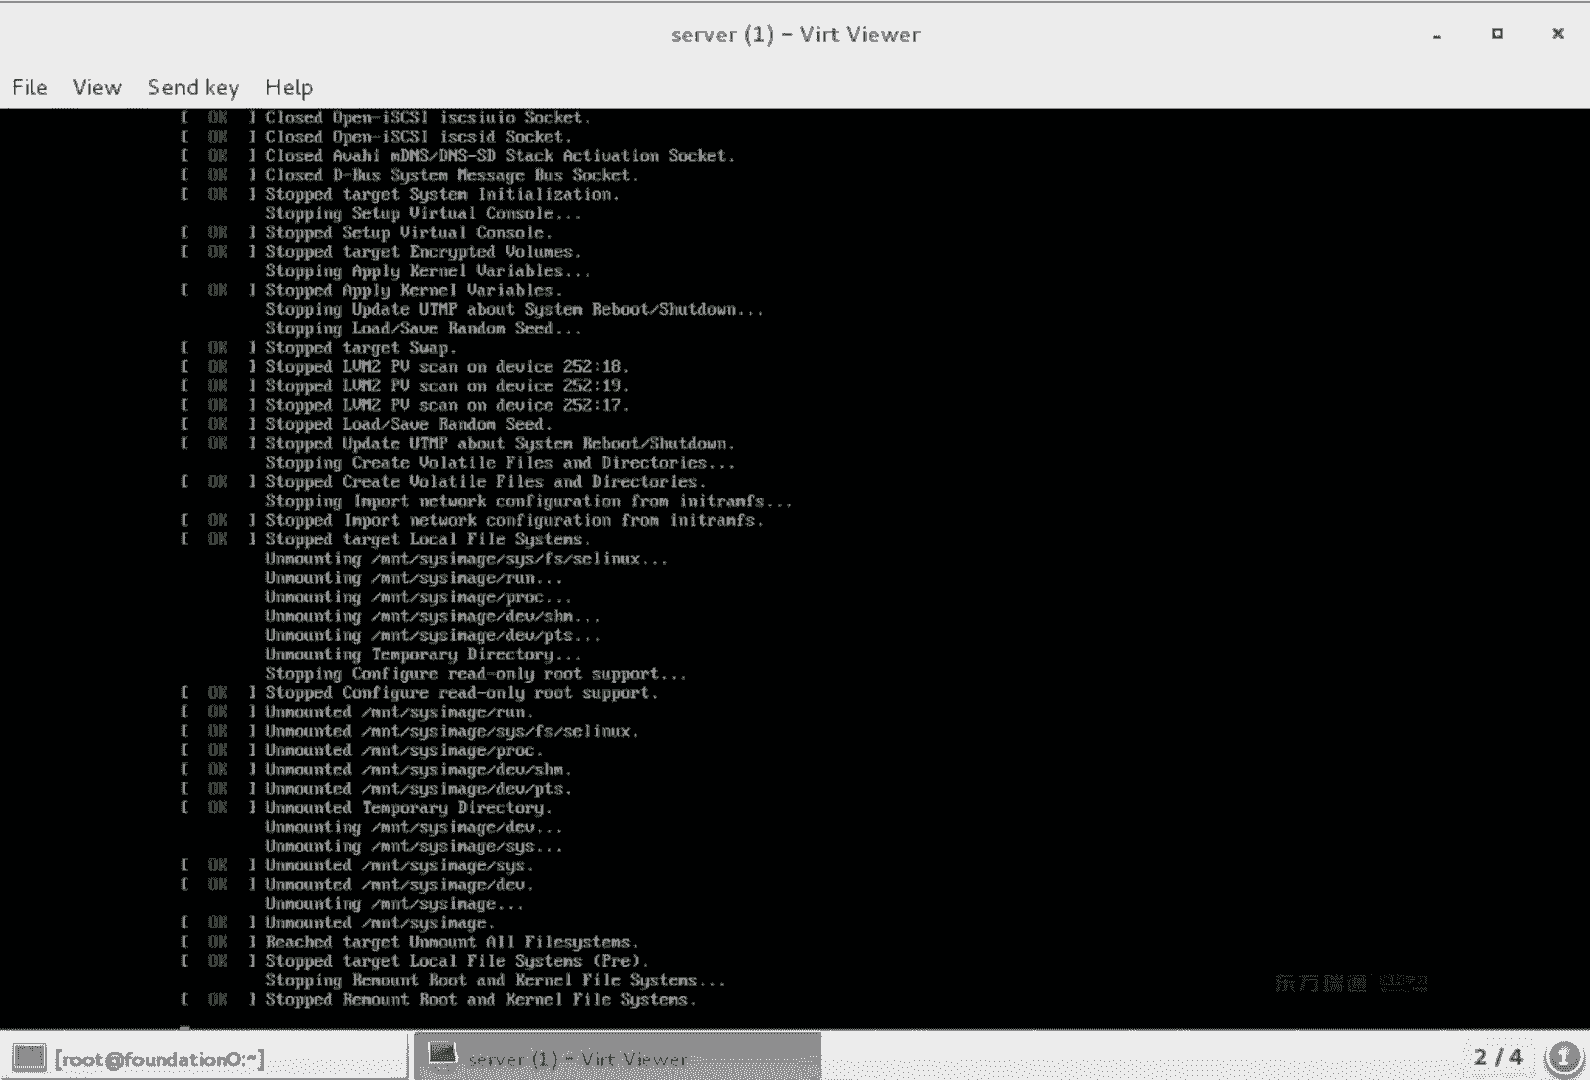 server (1) – Virt Viewer
File View Send key Help
[ OK ] Closed Open-iSCSI iscsiuio Socket.
[ OK ] Closed Open-iSCSI iscsid Socket.
[ OK ] Closed Avahi mDNS/DNS-SD Stack Activation Socket.
[ OK ] Closed D-Bus System Message Bus Socket.
[ OK ] Stopped target System Initialization.
Stopping Setup Virtual Console...
[ OK ] Stopped Setup Virtual Console.
[ OK ] Stopped target Encrypted Volumes.
Stopping Apply Kernel Variables...
[ OK ] Stopped Apply Kernel Variables.
Stopping Update UTMP about System Reboot/Shutdown...
Stopping Load/Save Random Seed...
[ OK ] Stopped target Swap.
[ OK ] Stopped LVM2 PV scan on device 252:18.
[ OK ] Stopped LVM2 PV scan on device 252:19.
[ OK ] Stopped LVM2 PV scan on device 252:17.
[ OK ] Stopped Load/Save Random Seed.
[ OK ] Stopped Update UTMP about System Reboot/Shutdown.
Stopping Create Volatile Files and Directories...
[ OK ] Stopped Create Volatile Files and Directories.
Stopping Import network configuration from initramfs...
[ OK ] Stopped Import network configuration from initramfs.
[ OK ] Stopped target Local File Systems.
Unmounting /mnt/sysimage/sys/fs/selinux...
Unmounting /mnt/sysimage/run...
Unmounting /mnt/sysimage/proc...
Unmounting /mnt/sysimage/dev/shm...
Unmounting /mnt/sysimage/dev/pts...
Unmounting Temporary Directory...
Stopping Configure read-only root support...
[ OK ] Stopped Configure read-only root support.
[ OK ] Unmounted /mnt/sysimage/run.
[ OK ] Unmounted /mnt/sysimage/sys/fs/selinux.
[ OK ] Unmounted /mnt/sysimage/proc.
[ OK ] Unmounted /mnt/sysimage/dev/shm.
[ OK ] Unmounted /mnt/sysimage/dev/pts.
[ OK ] Unmounted Temporary Directory.
Unmounting /mnt/sysimage/dev...
Unmounting /mnt/sysimage/sys...
[ OK ] Unmounted /mnt/sysimage/sys.
[ OK ] Unmounted /mnt/sysimage/dev.
Unmounting /mnt/sysimage...
[ OK ] Unmounted /mnt/sysimage.
[ OK ] Reached target Unmount All Filesystems.
[ OK ] Stopped target Local File Systems (Pre).
Stopping Remount Root and Kernel File Systems...
[ OK ] Stopped Remount Root and Kernel File Systems.
东方瑞通
[root@foundation0:~] server (1) – Virt Viewer 2 / 4 1